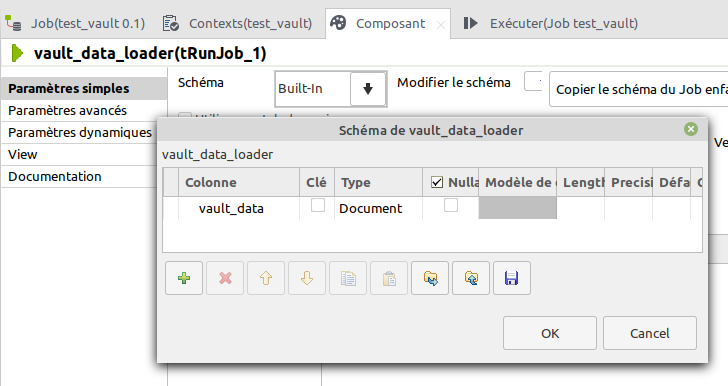 Job(test_vault 0.1) Contexts(test_vault) Composant Exécuter(Job test_vault)
vault_data_loader(tRunJob_1)
Paramètres simples
Paramètres avancés
Paramètres dynamiques
View
Documentation
Schéma Built-In Modifier le schéma Copier le schéma du Job enfa
Ve
Schéma de vault_data_loader
vault_data_loader
Colonne Clé Type Nulla Modèle de Length Precisi Défa
vault_data Document
OK Cancel